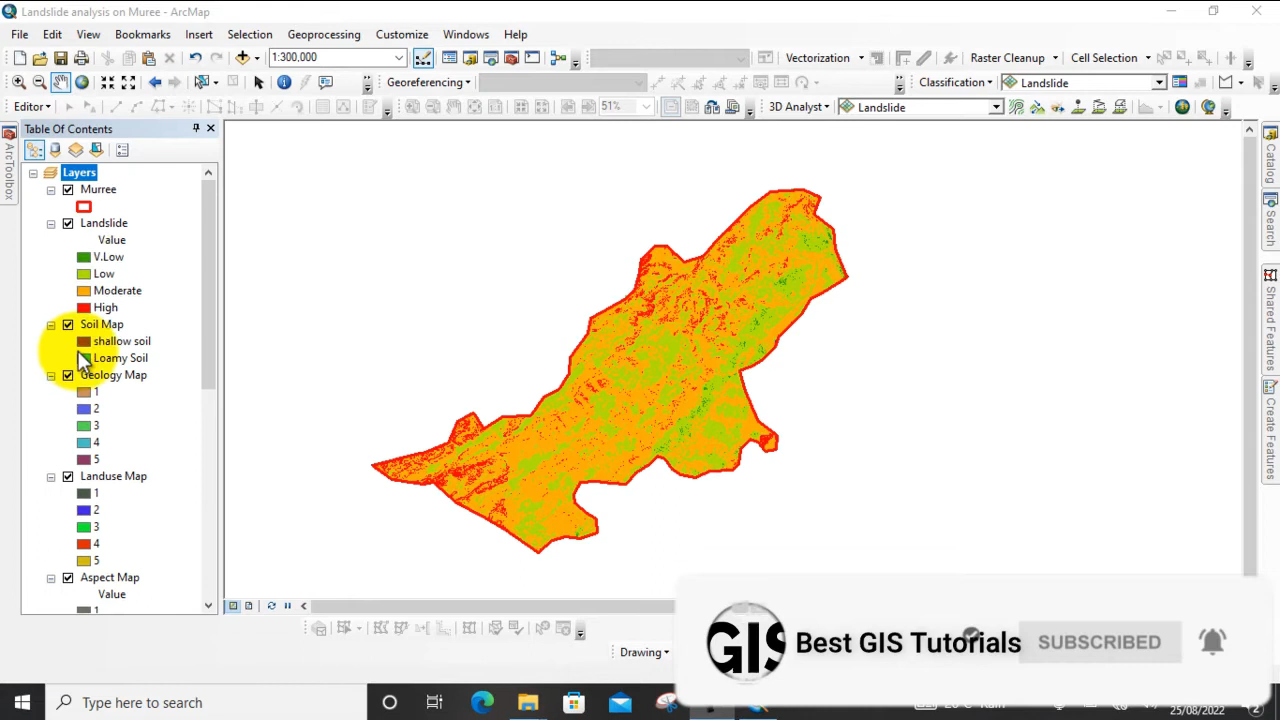 Landslide analysis on Muree - ArcMap
File Edit View Bookmarks Insert Selection Geoprocessing Customize Windows Help
1:300,000
Vectorization
Raster Cleanup
Cell Selection
Georeferencing
Classification
Landslide
Editor
51%
3D Analyst
Landslide
Table Of Contents
ArcToolbox
Layers
Murree
Landslide
Value
V.Low
Low
Moderate
High
Soil Map
shallow soil
Loamy Soil
Geology Map
1
2
3
4
5
Landuse Map
1
2
3
4
5
Aspect Map
Value
1
Catalog
Search
Shared Features
Create Features
Drawing
GIS
Best GIS Tutorials
SUBSCRIBED
Type here to search
Rain
25/08/2022
2